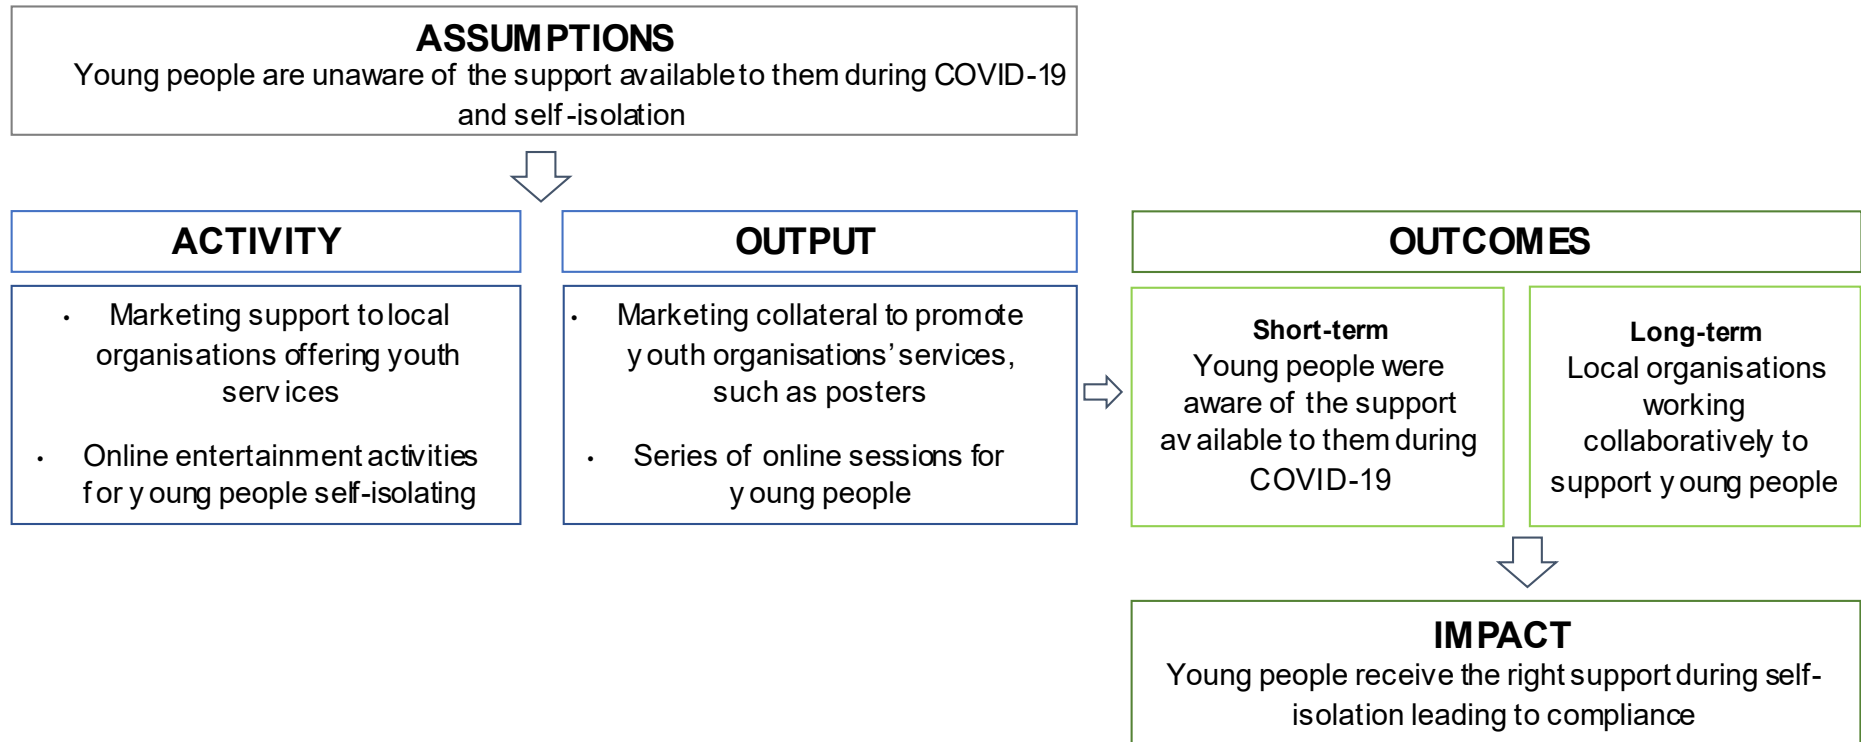 ASSUMPTIONS
Young people are unaware of the support available to them during COVID-19
and self-isolation
ACTIVITY
• Marketing support to local
organisations offering youth
services
• Online entertainment activities
for young people self-isolating
OUTPUT
• Marketing collateral to promote
youth organisations' services,
such as posters
• Series of online sessions for
young people
OUTCOMES
Short-term
Young people were
aware of the support
available to them during
COVID-19
Long-term
Local organisations
working
collaboratively to
support young people
IMPACT
Young people receive the right support during self-
isolation leading to compliance